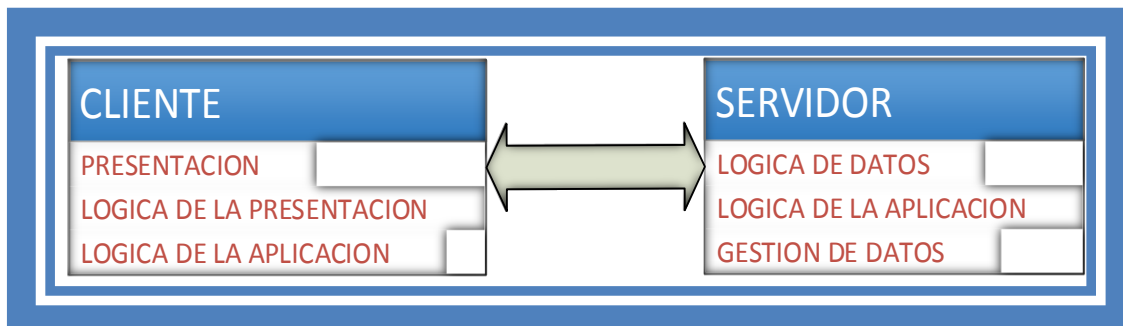 CLIENTE
PRESENTACION
LOGICA DE LA PRESENTACION
LOGICA DE LA APLICACION
SERVIDOR
LOGICA DE DATOS
LOGICA DE LA APLICACION
GESTION DE DATOS